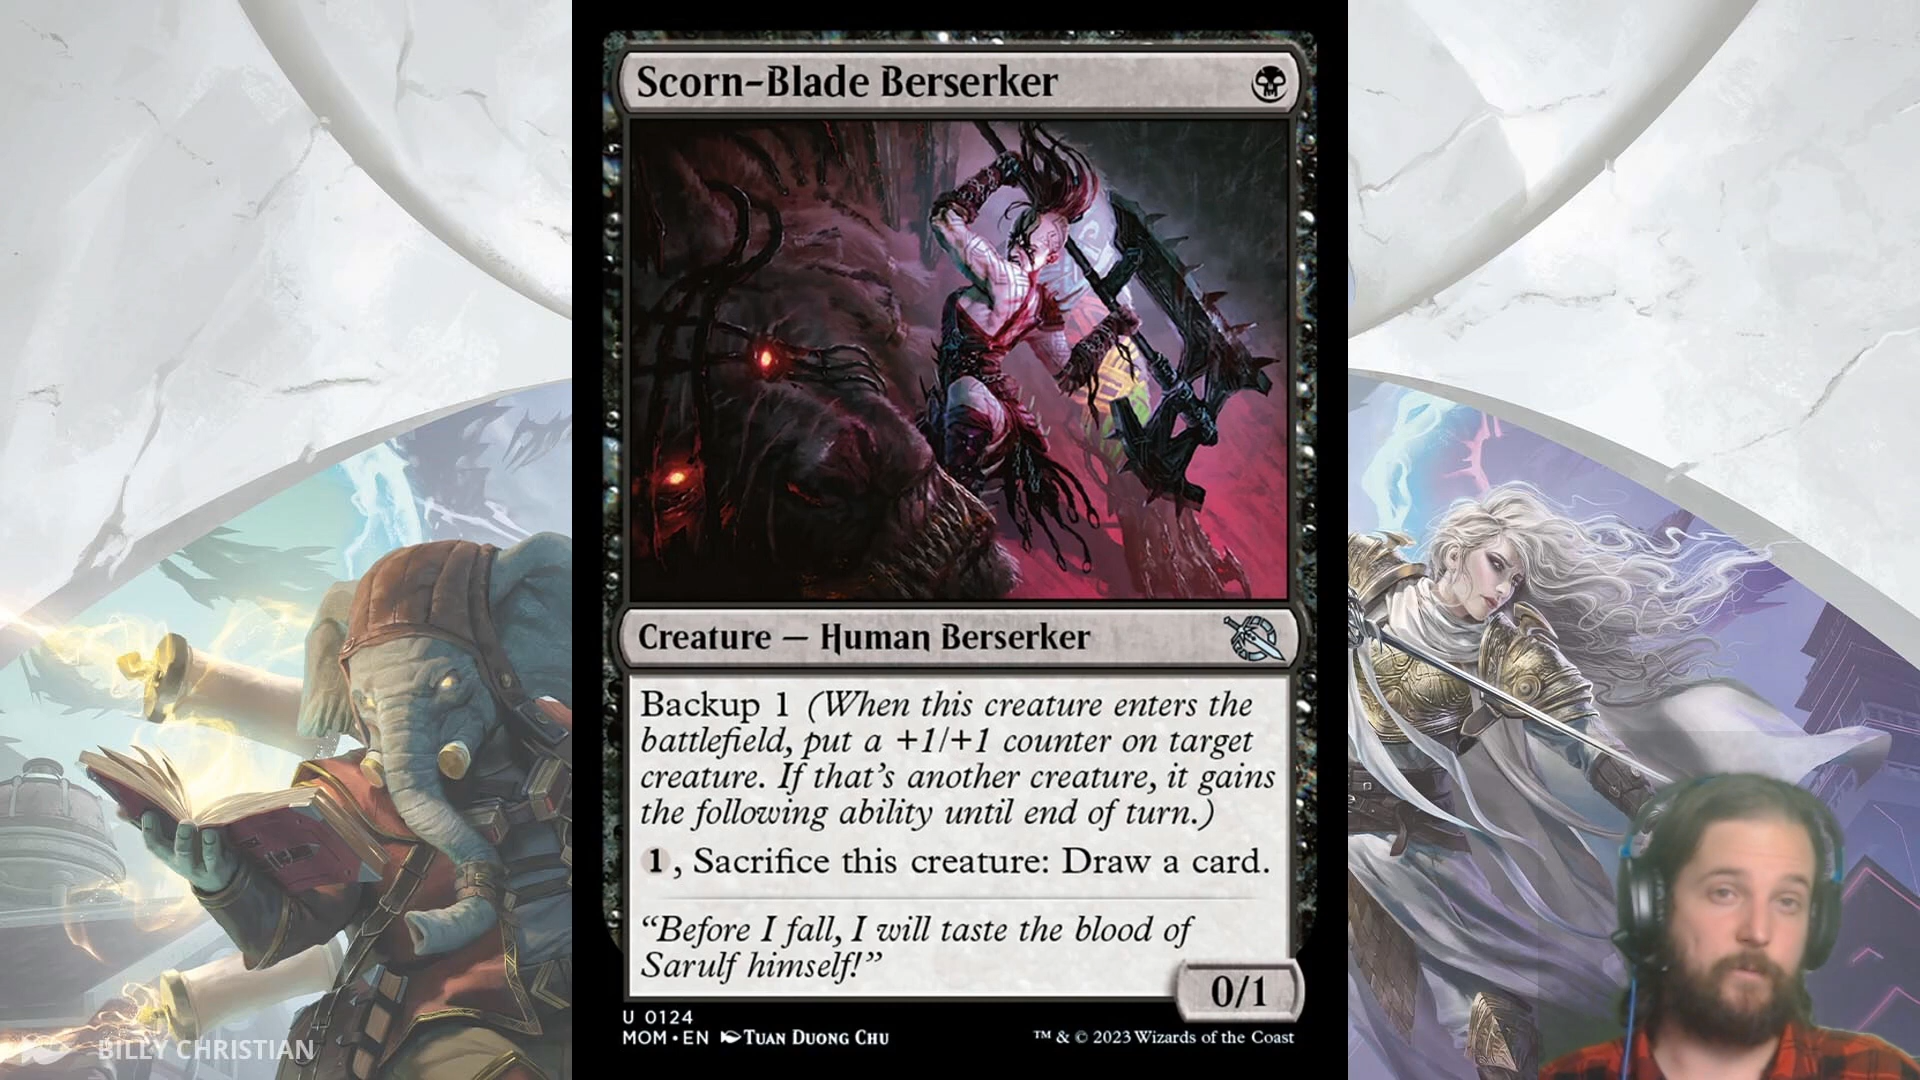 Scorn-Blade Berserker
Creature — Human Berserker
Backup 1 (When this creature enters the
battlefield, put a +1/+1 counter on target
creature. If that's another creature, it gains
the following ability until end of turn.)
1, Sacrifice this creature: Draw a card.
“Before I fall, I will taste the blood of
Sarulf himself!”
0/1
U 0124
MOM • EN Tuan Duong Chu
™ & © 2023 Wizards of the Coast
BILLY CHRISTIAN